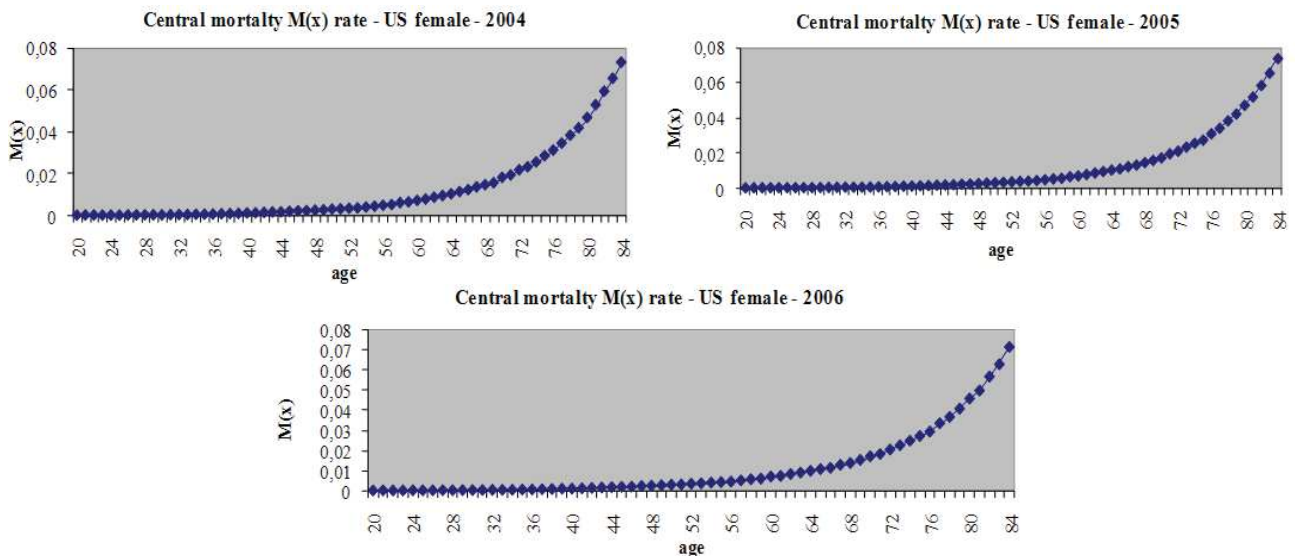 Central mortalty M(x) rate - US female - 2004
0,08
0,06
0,04
0,02
0
M(x)
20 24 28 32 36 40 44 48 52 56 60 64 68 72 76 80 84
age
Central mortalty M(x) rate - US female - 2005
0,08
0,06
0,04
0,02
0
M(x)
20 24 28 32 36 40 44 48 52 56 60 64 68 72 76 80 84
age
Central mortalty M(x) rate - US female - 2006
0,08
0,07
0,06
0,05
0,04
0,03
0,02
0,01
0
M(x)
20 24 28 32 36 40 44 48 52 56 60 64 68 72 76 80 84
age